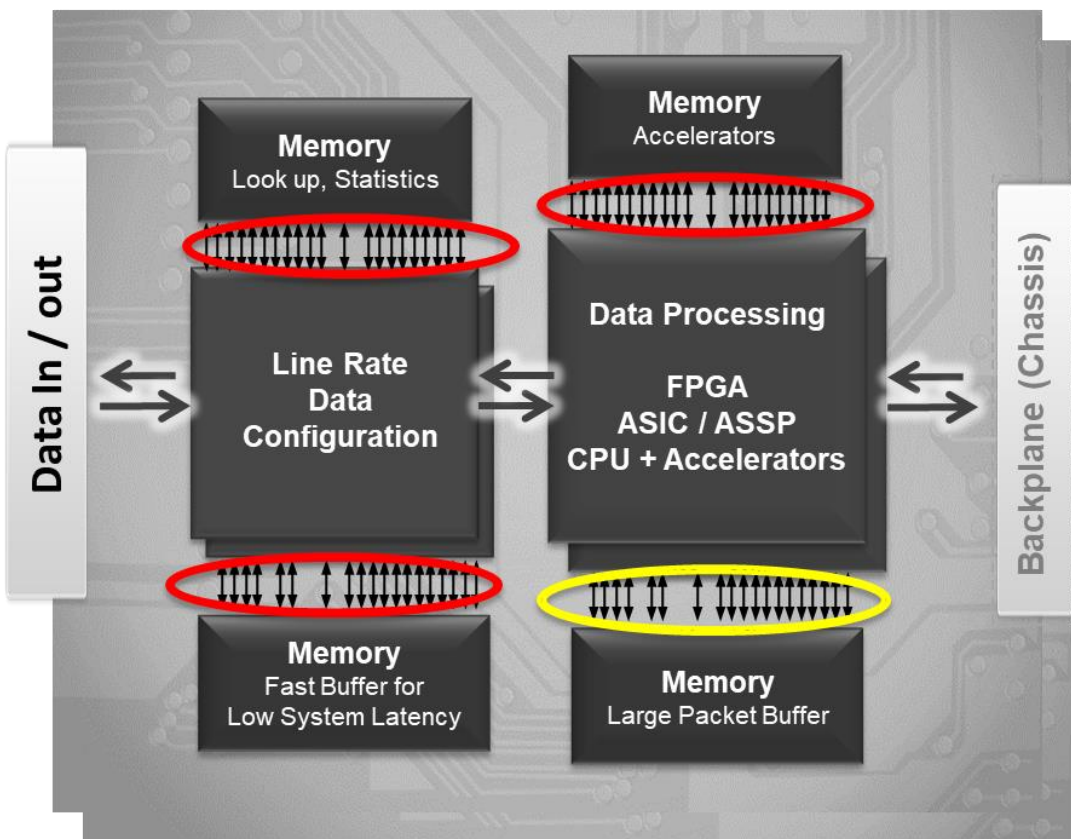 Data In / out
Memory
Look up, Statistics
Memory
Accelerators
Line Rate
Data
Configuration
Data Processing
FPGA
ASIC / ASSP
CPU + Accelerators
Memory
Fast Buffer for
Low System Latency
Memory
Large Packet Buffer
Backplane (Chassis)